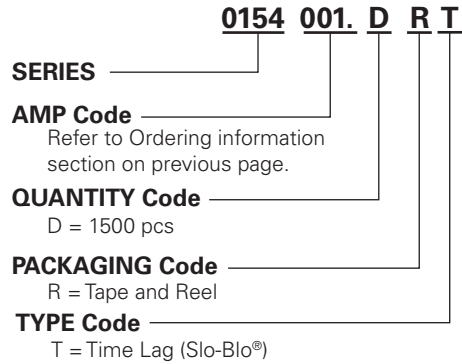 0154 001. D R T
SERIES
AMP Code
Refer to Ordering information
section on previous page.
QUANTITY Code
D = 1500 pcs
PACKAGING Code
R = Tape and Reel
TYPE Code
T = Time Lag (Slo-Blo®)